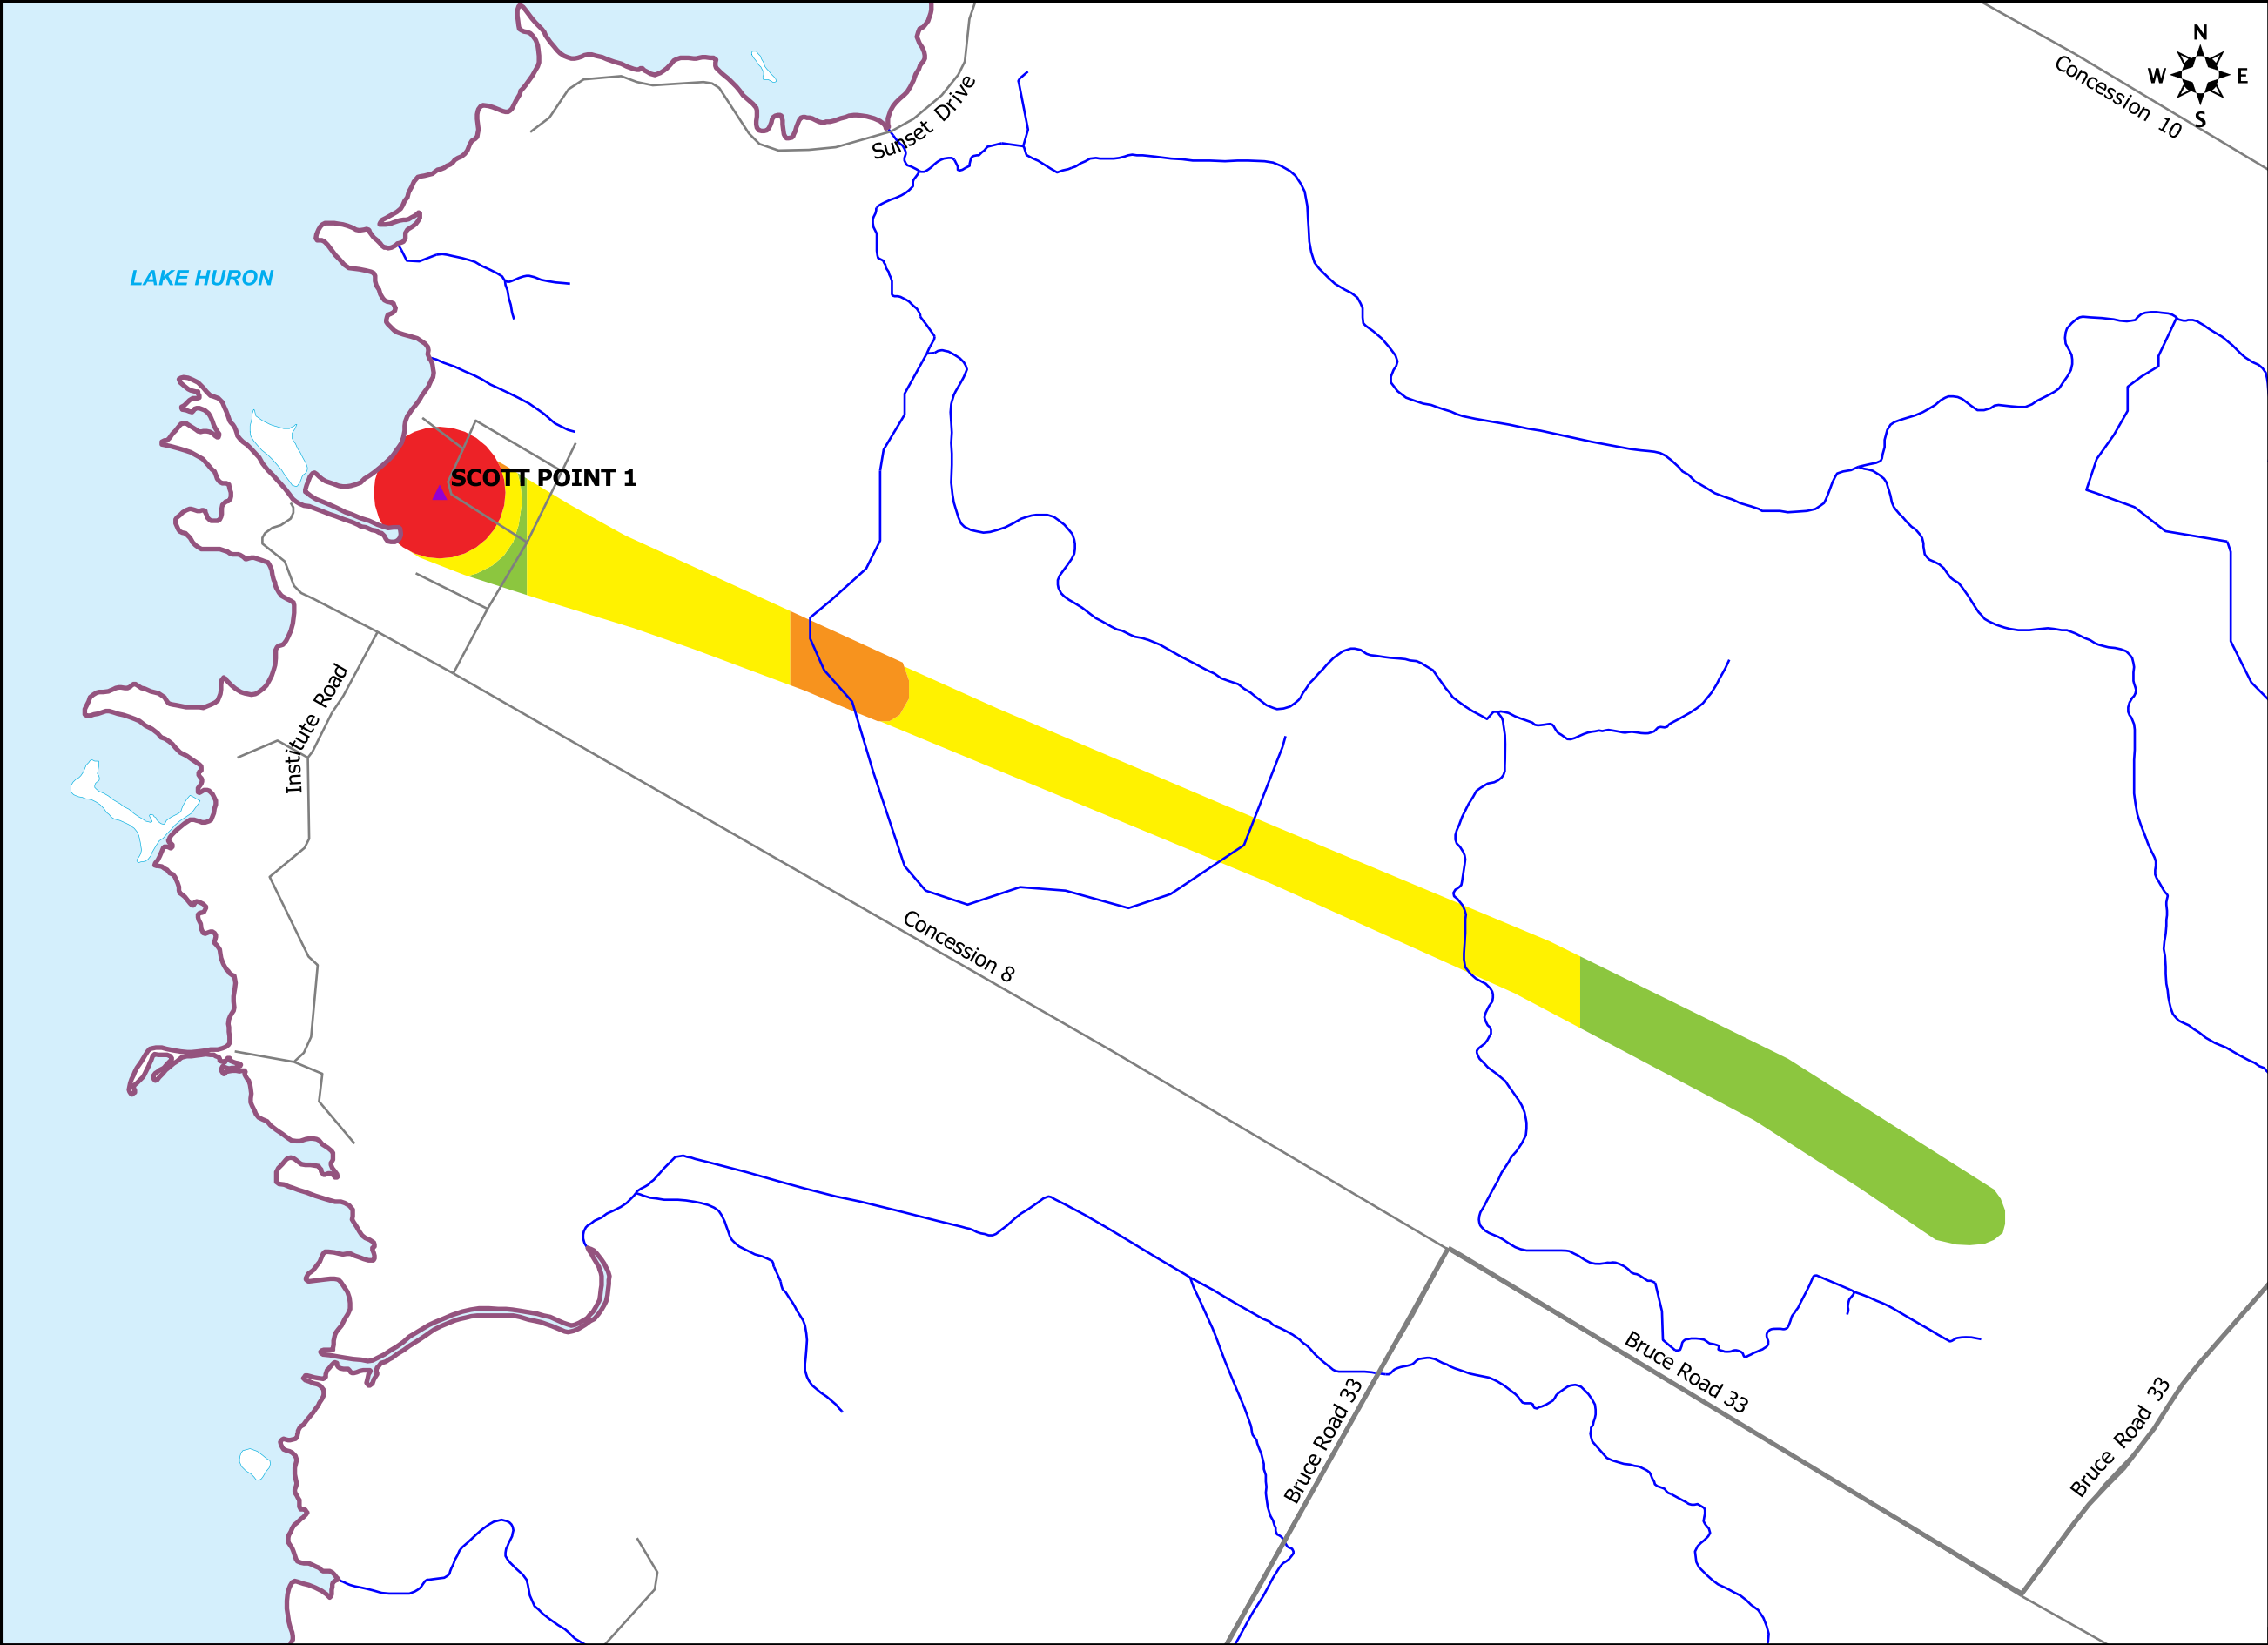 N
W E
S
Concession 10
Sunset Drive
LAKE HURON
SCOTT POINT 1
Institute Road
Concession 8
Bruce Road 33
Bruce Road 33
Bruce Road 33